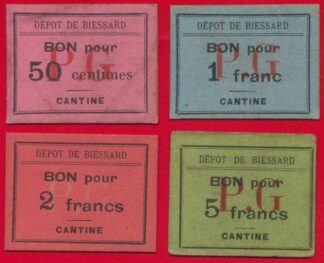 DÉPOT DE BIESSARD
BON pour
50 centimes
P.G
CANTINE
DÉPOT DE BIESSARD
BON pour
1 franc
P.G
CANTINE
DÉPOT DE BIESSARD
BON pour
2 francs
CANTINE
DÉPOT DE BIESSARD
BON pour
5 francs
P.G
CANTINE